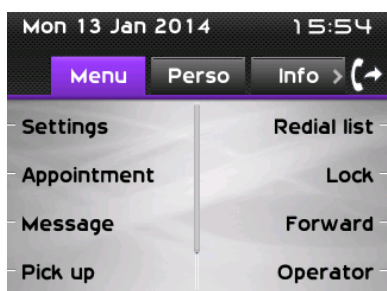 Mon 13 Jan 2014 15:54
Menu Perso Info >
Settings Redial list
Appointment Lock
Message Forward
Pick up Operator